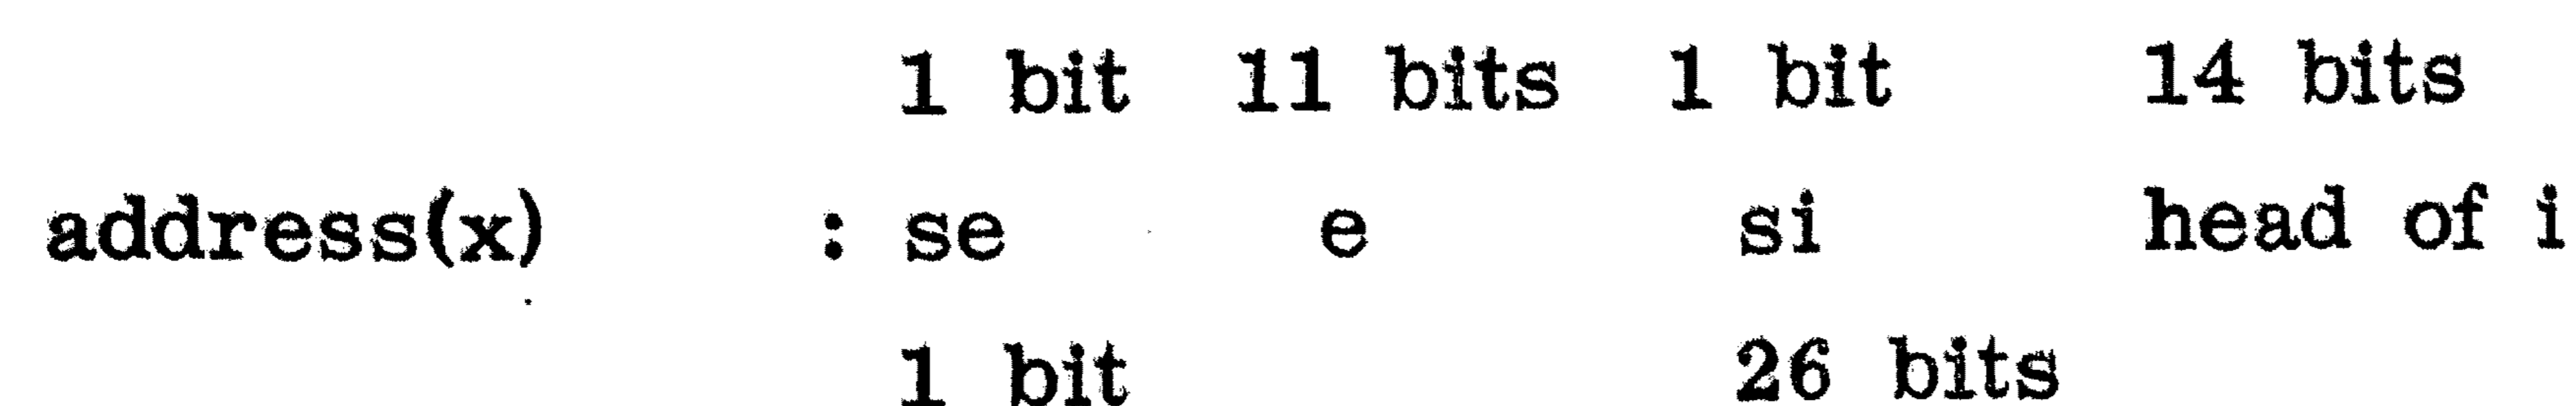 1 bit 11 bits 1 bit 14 bits
address(x) : se e si head of i
1 bit 26 bits